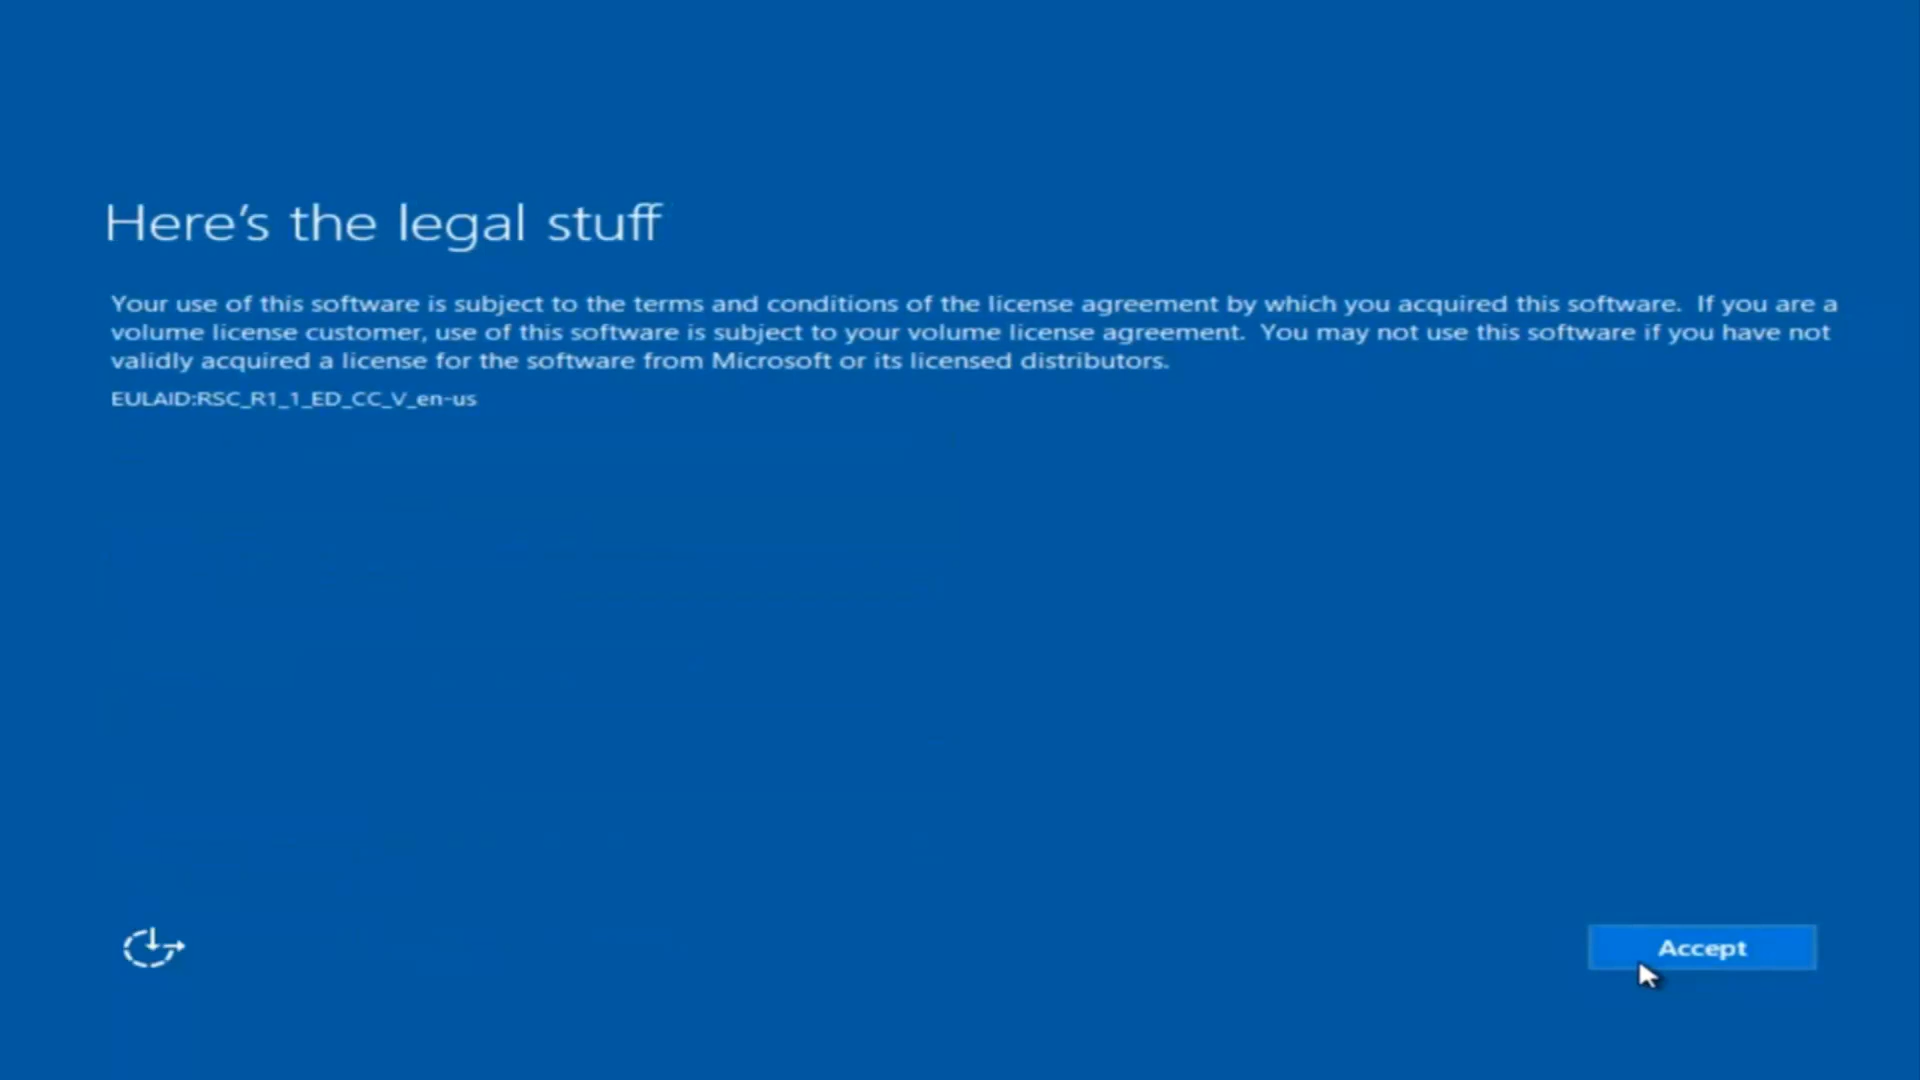 Here’s the legal stuff
Your use of this software is subject to the terms and conditions of the license agreement by which you acquired this software.  If you are a
volume license customer, use of this software is subject to your volume license agreement.  You may not use this software if you have not
validly acquired a license for the software from Microsoft or its licensed distributors.
EULAID:RSC_R1_1_ED_CC_V_en-us
Accept